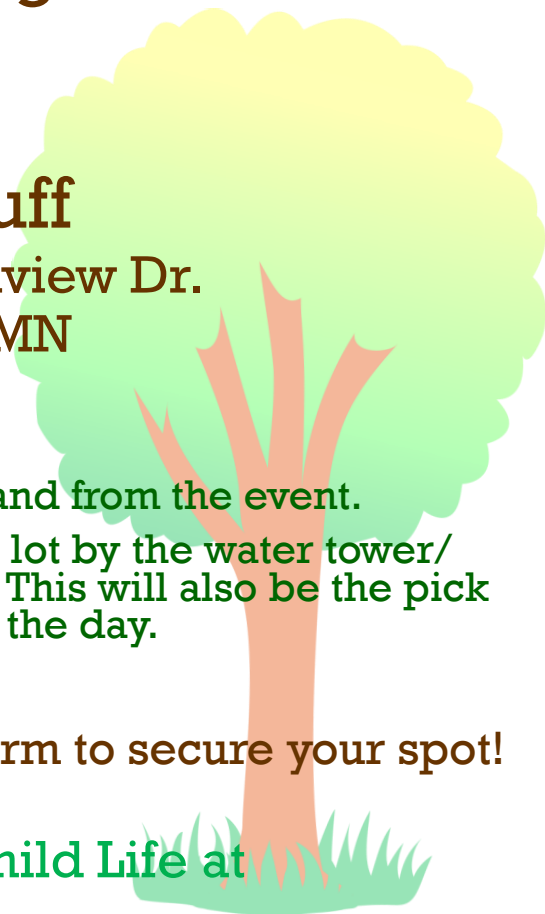 uff
view Dr.
MN
and from the event.
lot by the water tower/
This will also be the pick
the day.
rm to secure your spot!
hild Life at